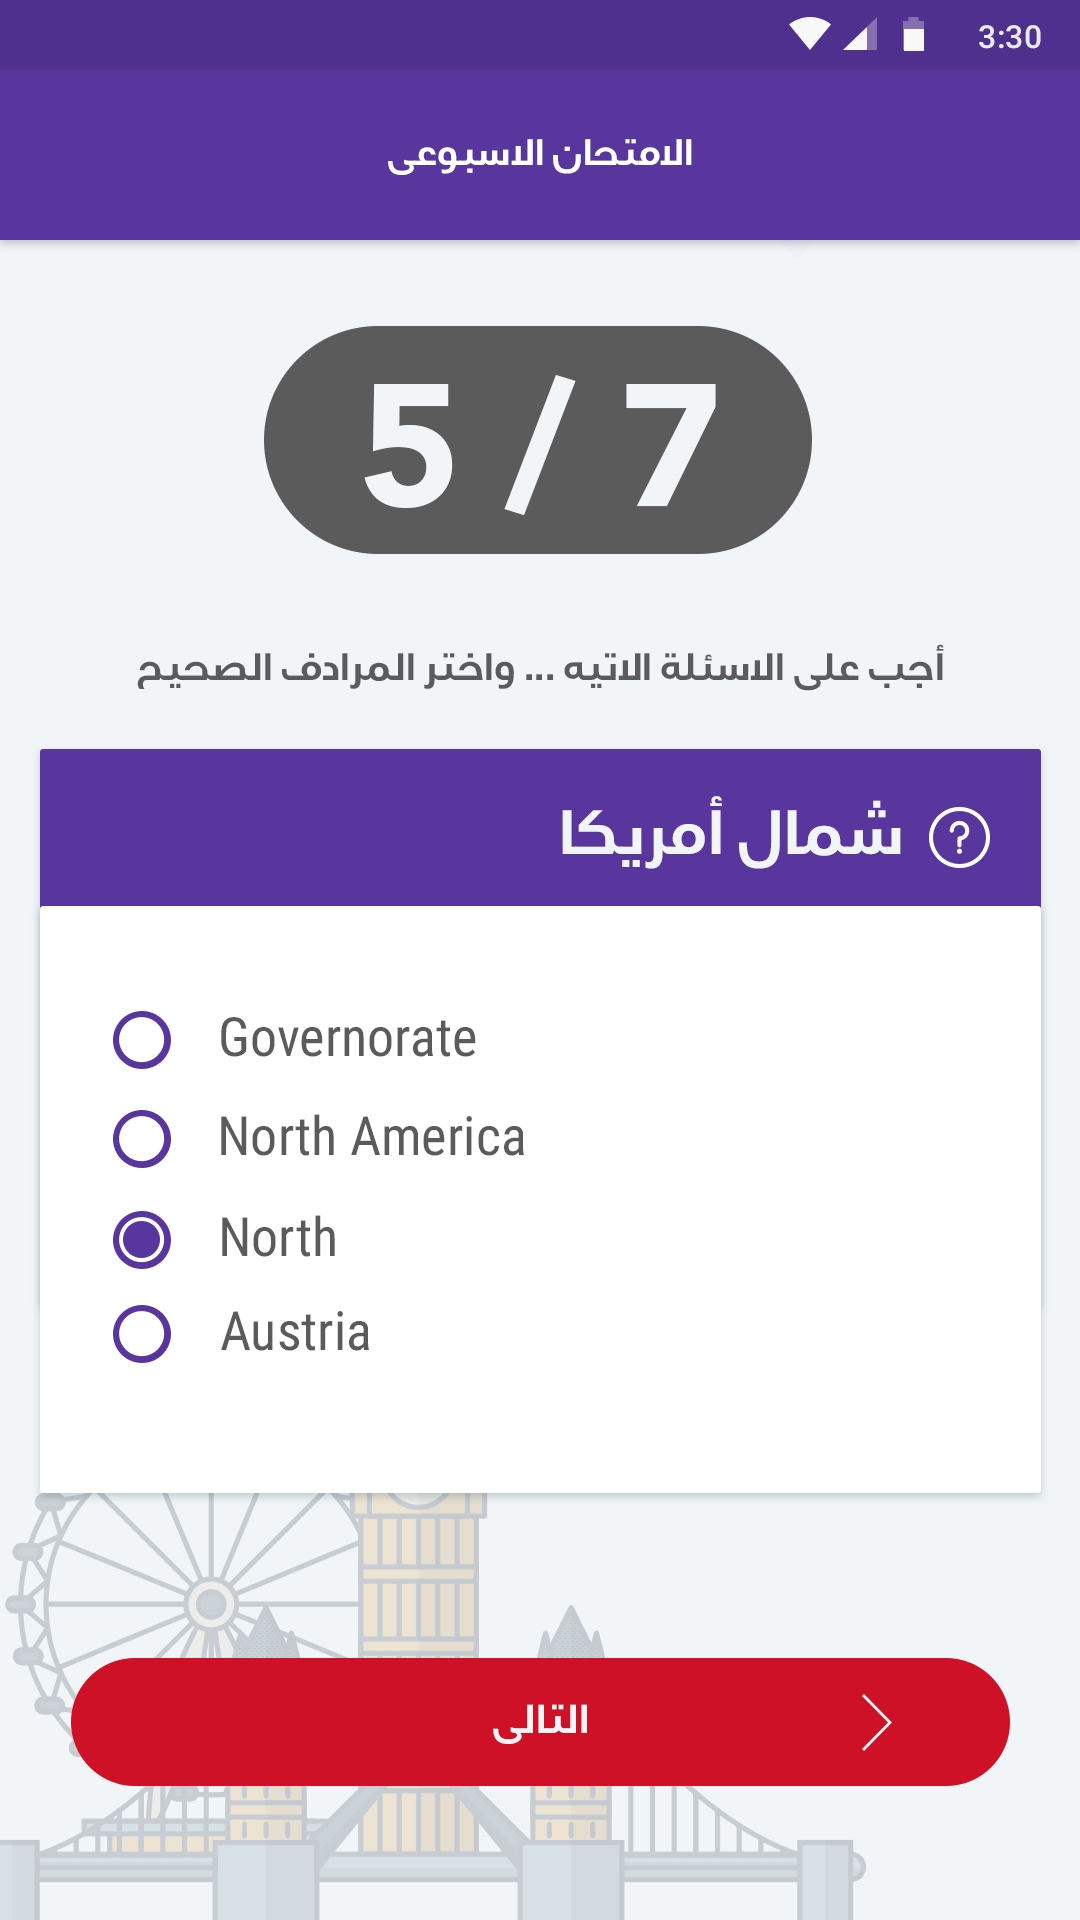 3:30
الامتحان الاسبوعى
5 / 7
أجب على الاسئلة الاتيه ... واختر المرادف الصحيح
شمال أمريكا
Governorate
North America
North
Austria
التالى